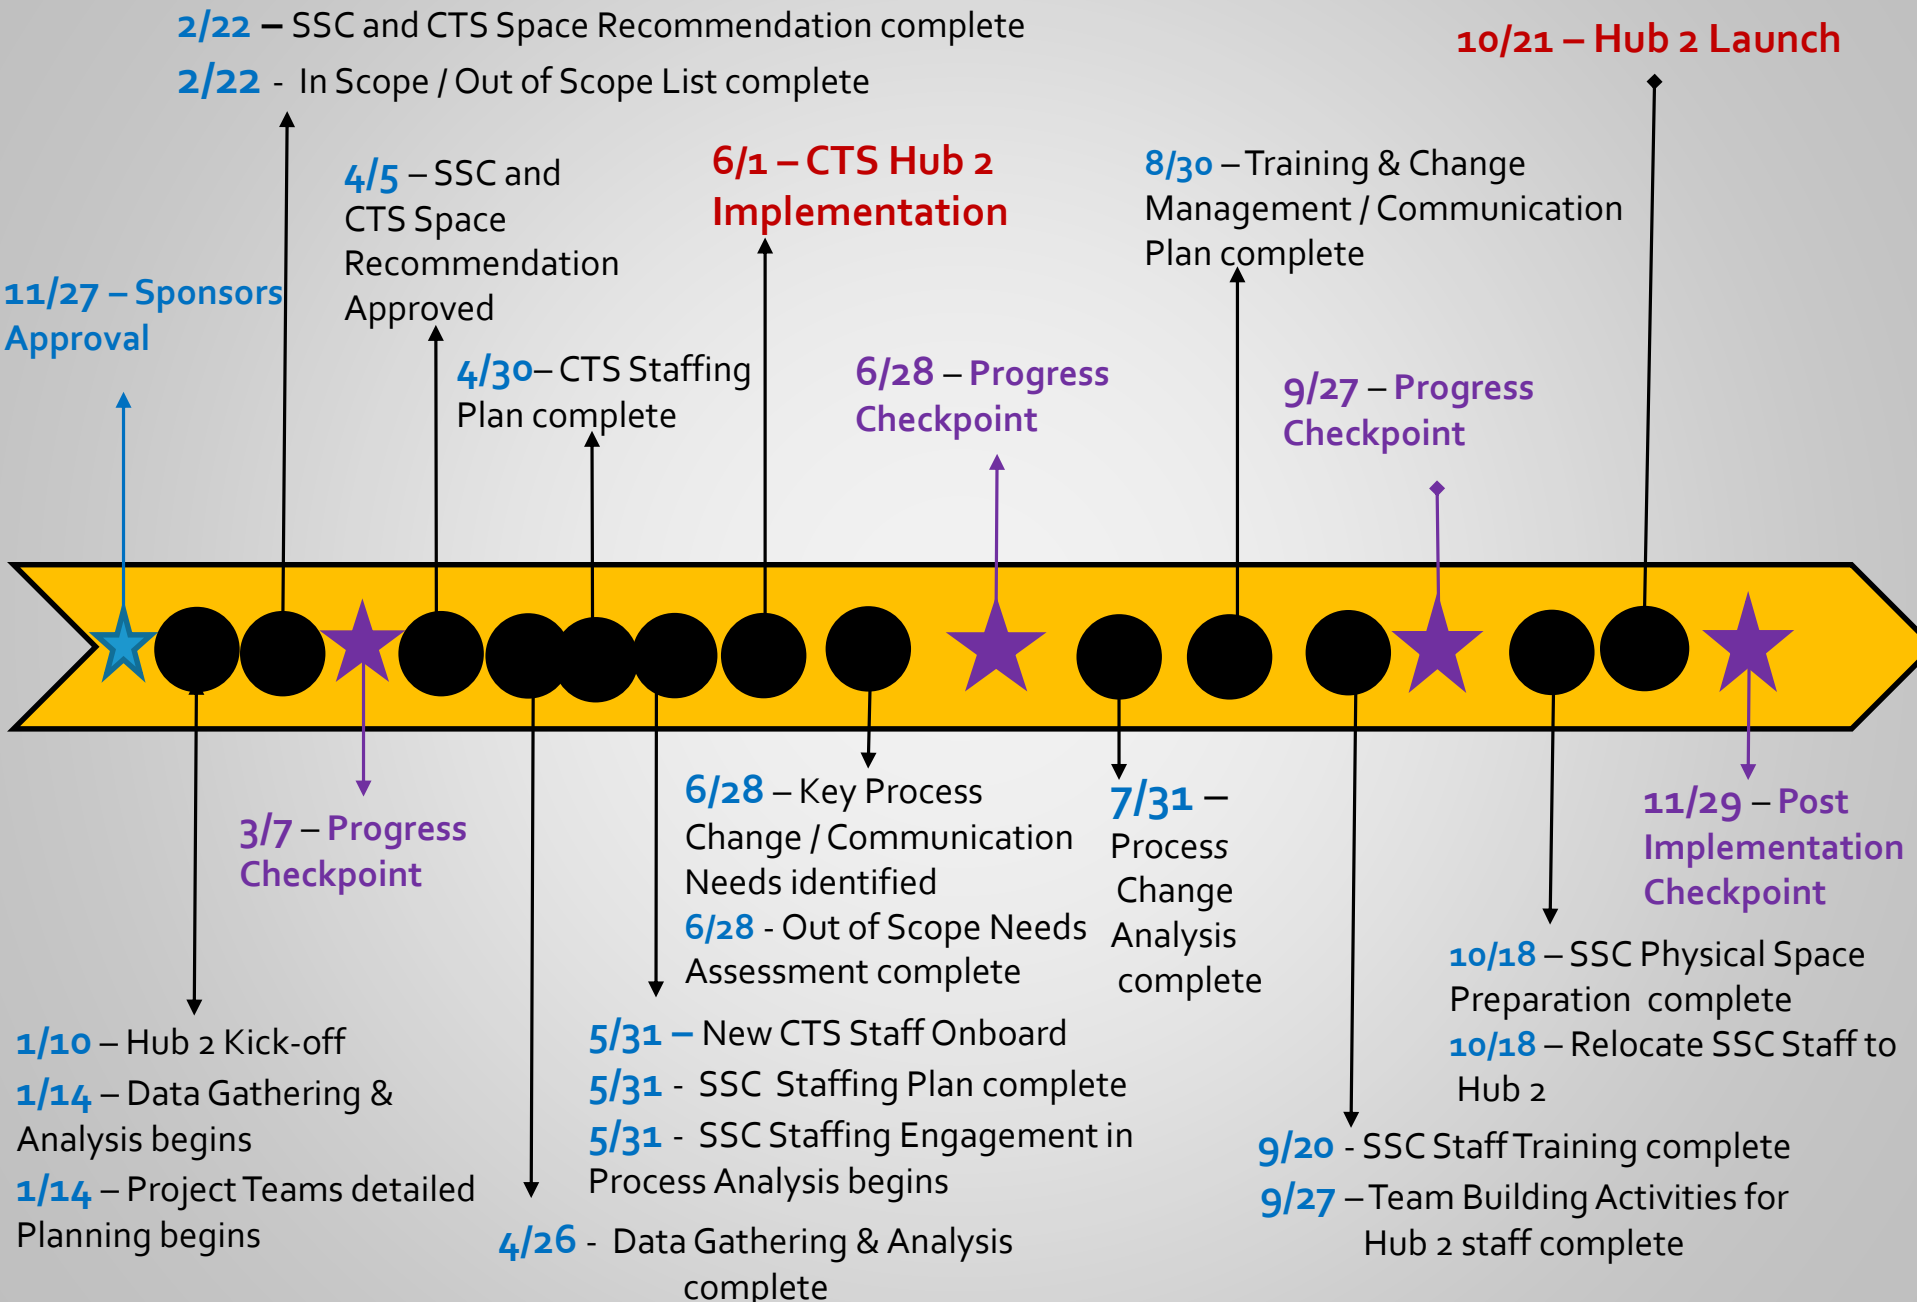 2/22 – SSC and CTS Space Recommendation complete
2/22 - In Scope / Out of Scope List complete
10/21 – Hub 2 Launch
4/5 – SSC and
CTS Space
Recommendation
Approved
6/1 – CTS Hub 2
Implementation
8/30 – Training & Change
Management / Communication
Plan complete
11/27 – Sponsors
Approval
4/30– CTS Staffing
Plan complete
6/28 – Progress
Checkpoint
9/27 – Progress
Checkpoint
3/7 – Progress
Checkpoint
6/28 – Key Process
Change / Communication
Needs identified
6/28 - Out of Scope Needs
Assessment complete
7/31 –
Process
Change
Analysis
complete
11/29 – Post
Implementation
Checkpoint
1/10 – Hub 2 Kick-off
1/14 – Data Gathering &
Analysis begins
1/14 – Project Teams detailed
Planning begins
5/31 – New CTS Staff Onboard
5/31 - SSC Staffing Plan complete
5/31 - SSC Staffing Engagement in
Process Analysis begins
4/26 - Data Gathering & Analysis
complete
10/18 – SSC Physical Space
Preparation complete
10/18 – Relocate SSC Staff to
Hub 2
9/20 - SSC Staff Training complete
9/27 – Team Building Activities for
Hub 2 staff complete